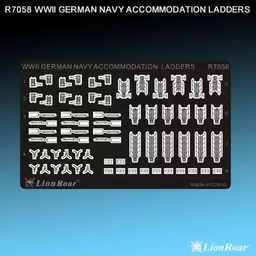 R7058 WWII GERMAN NAVY ACCOMMODATION LADDERS
WWII GERMAN NAVY ACCOMMODATION LADDERS R7058
LionRoar
Made in China
LionRoar